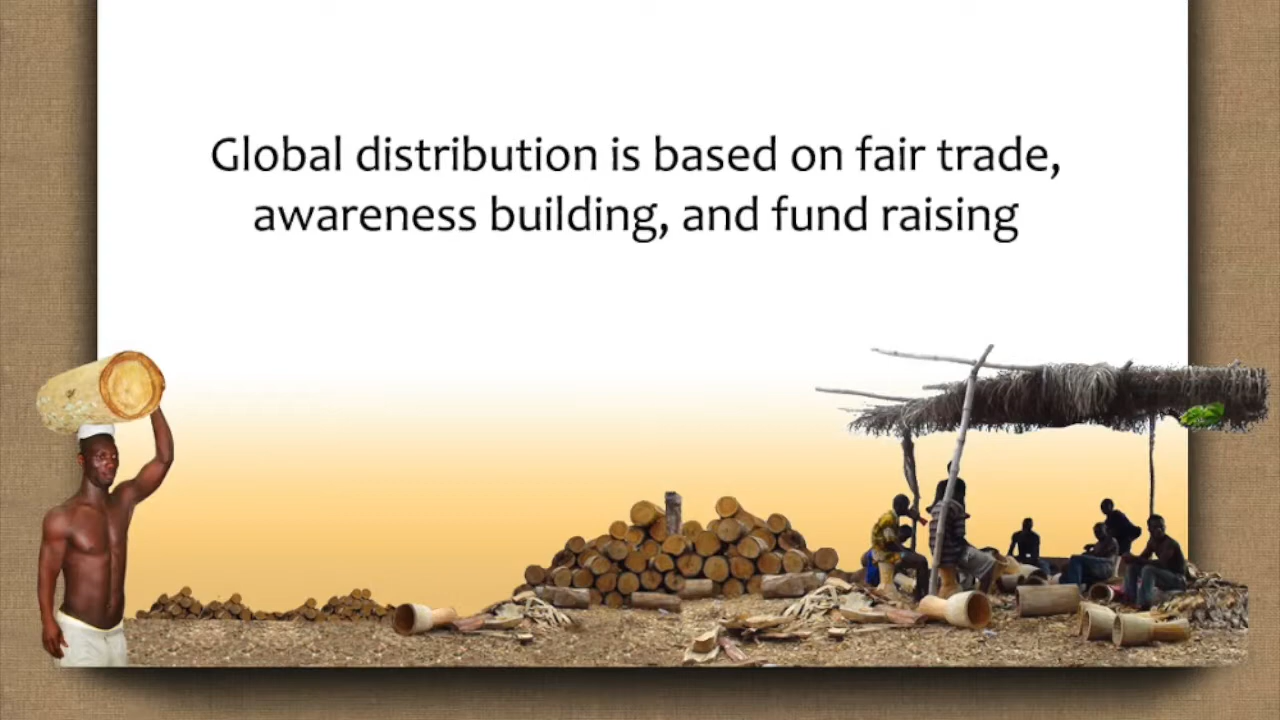 Global distribution is based on fair trade,
awareness building, and fund raising